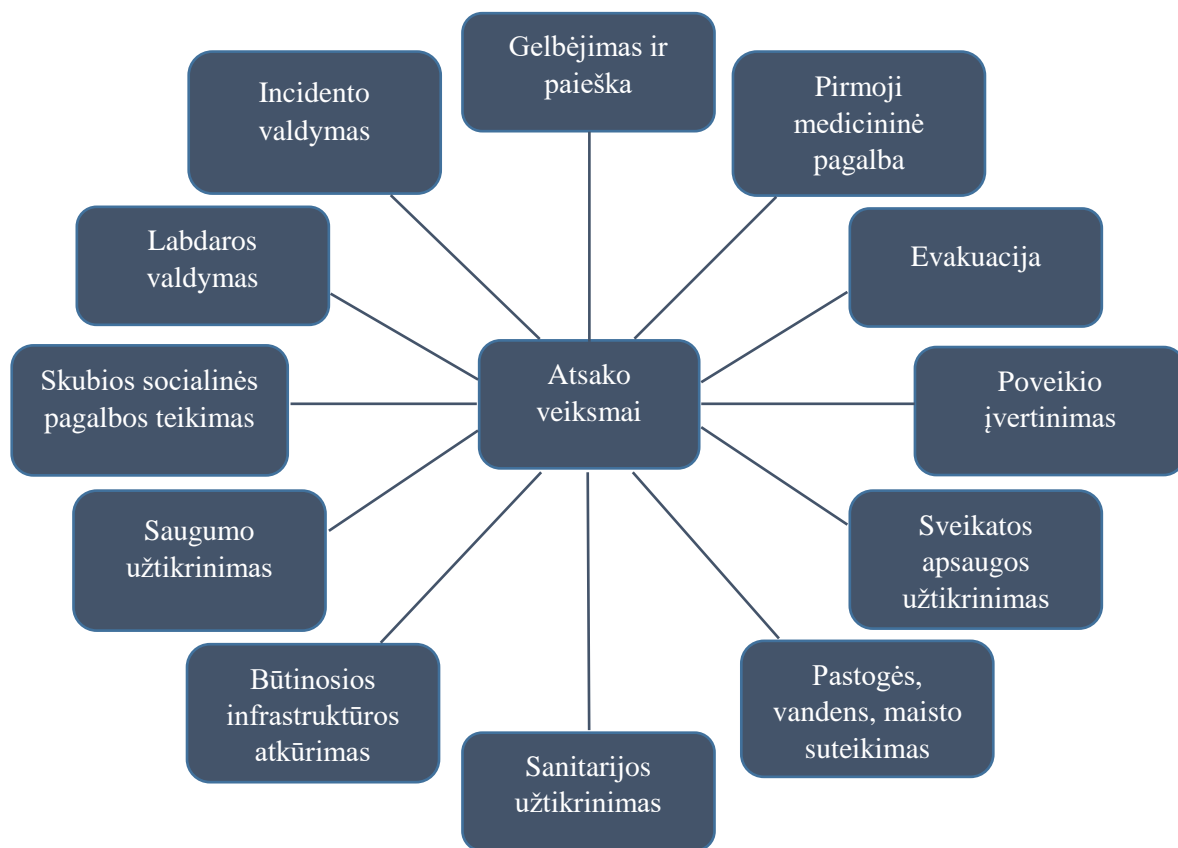 Gelbėjimas ir
paieška
Pirmoji
medicininė
pagalba
Evakuacija
Poveikio
įvertinimas
Sveikatos
apsaugos
užtikrinimas
Pastogės,
vandens, maisto
suteikimas
Sanitarijos
užtikrinimas
Būtinosios
infrastruktūros
atkūrimas
Saugumo
užtikrinimas
Skubios socialinės
pagalbos teikimas
Labdaros
valdymas
Incidento
valdymas
Atsako
veiksmai